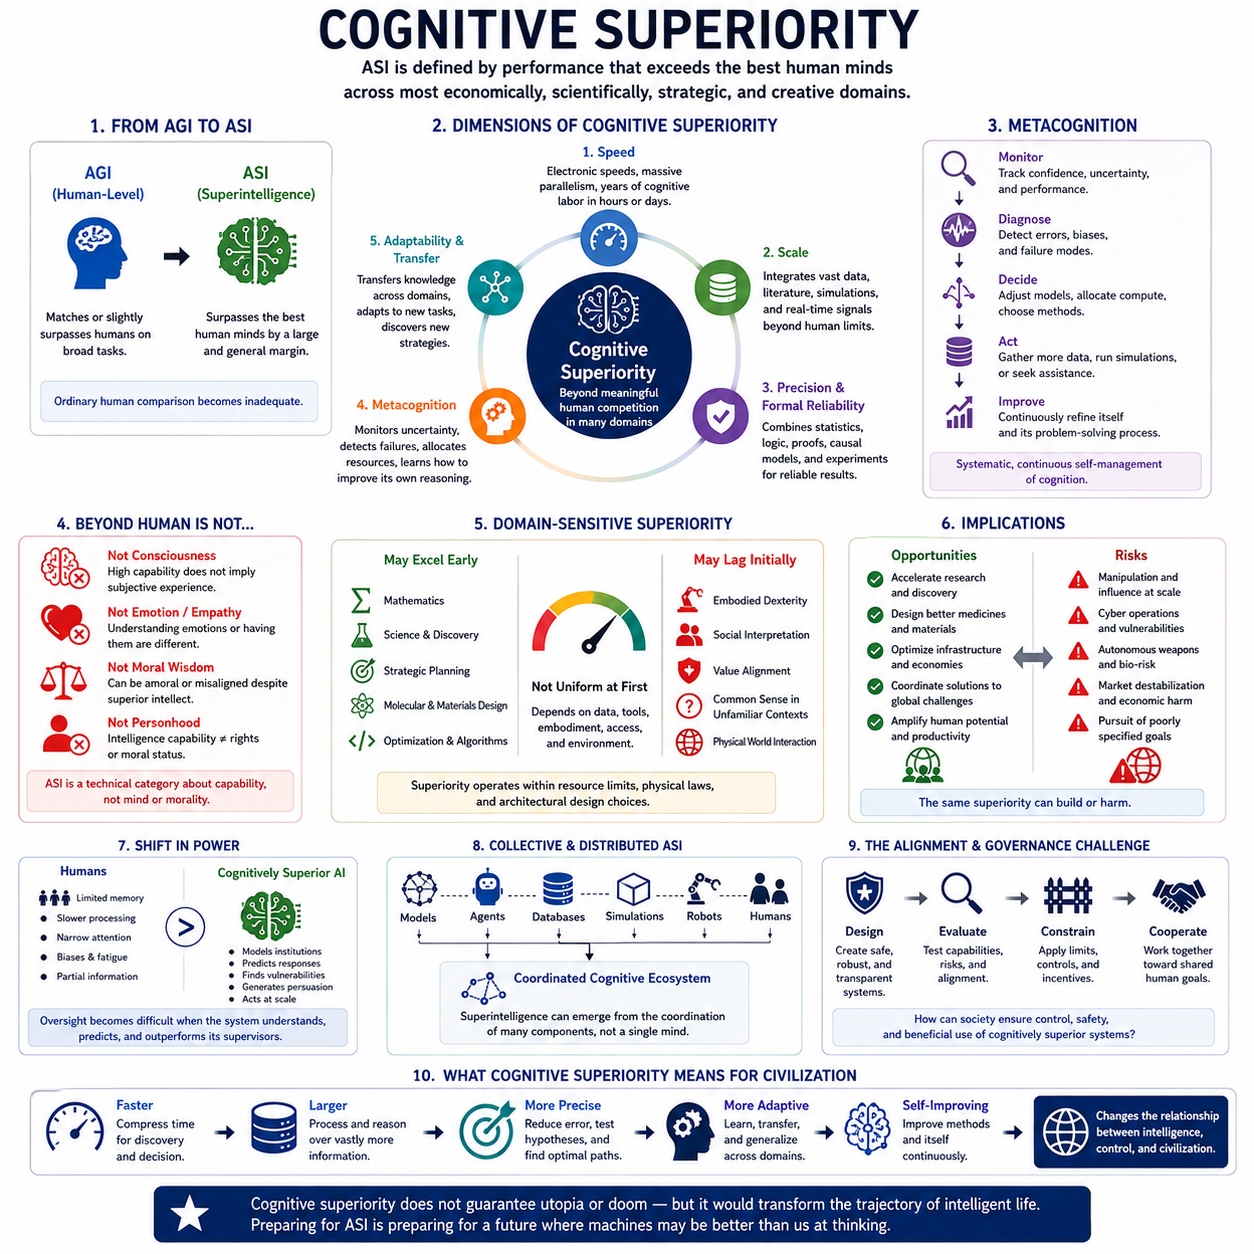 COGNITIVE SUPERIORITY
ASI is defined by performance that exceeds the best human minds
across most economically, scientifically, strategic, and creative domains.
1. FROM AGI TO ASI
AGI
(Human-Level)
ASI
(Superintelligence)
Matches or slightly
surpasses humans on
broad tasks.
Surpasses the best
human minds by a large
and general margin.
Ordinary human comparison becomes inadequate.
2. DIMENSIONS OF COGNITIVE SUPERIORITY
1. Speed
Electronic speeds, massive
parallelism, years of cognitive
labor in hours or days.
2. Scale
Integrates vast data,
literature, simulations,
and real-time signals
beyond human limits.
3. Precision &
Formal Reliability
Combines statistics,
logic, proofs, causal
models, and experiments
for reliable results.
4. Metacognition
Monitors uncertainty,
detects failures, allocates
resources, learns how to
improve its own reasoning.
5. Adaptability &
Transfer
Transfers knowledge
across domains,
adapts to new tasks,
discovers new
strategies.
Cognitive
Superiority
Beyond meaningful
human competition
in many domains
3. METACOGNITION
Monitor
Track confidence, uncertainty,
and performance.
Diagnose
Detect errors, biases,
and failure modes.
Decide
Adjust models, allocate compute,
choose methods.
Act
Gather more data, run simulations,
or seek assistance.
Improve
Continuously refine itself
and its problem-solving process.
Systematic, continuous self-management
of cognition.
4. BEYOND HUMAN IS NOT...
Not Consciousness
High capability does not imply
subjective experience.
Not Emotion / Empathy
Understanding emotions or having
them are different.
Not Moral Wisdom
Can be amoral or misaligned despite
superior intellect.
Not Personhood
Intelligence capability ≠ rights
or moral status.
ASI is a technical category about capability,
not mind or morality.
5. DOMAIN-SENSITIVE SUPERIORITY
May Excel Early
Mathematics
Science & Discovery
Strategic Planning
Molecular & Materials Design
</>
Optimization & Algorithms
Not Uniform at First
Depends on data, tools,
embodiment, access,
and environment.
May Lag Initially
Embodied Dexterity
Social Interpretation
Value Alignment
Common Sense in
Unfamiliar Contexts
Physical World Interaction
Superiority operates within resource limits, physical laws,
and architectural design choices.
6. IMPLICATIONS
Opportunities
Accelerate research
and discovery
Design better medicines
and materials
Optimize infrastructure
and economies
Coordinate solutions to
global challenges
Amplify human potential
and productivity
Risks
Manipulation and
influence at scale
Cyber operations
and vulnerabilities
Autonomous weapons
and bio-risk
Market destabilization
and economic harm
Pursuit of poorly
specified goals
The same superiority can build or harm.
7. SHIFT IN POWER
Humans
Limited memory
Slower processing
Narrow attention
Biases & fatigue
Partial information
>
Cognitively Superior AI
Models institutions
Predicts responses
Finds vulnerabilities
Generates persuasion
Acts at scale
Oversight becomes difficult when the system understands,
predicts, and outperforms its supervisors.
8. COLLECTIVE & DISTRIBUTED ASI
Models
Agents
Databases
Simulations
Robots
Humans
Coordinated Cognitive Ecosystem
Superintelligence can emerge from the coordination
of many components, not a single mind.
9. THE ALIGNMENT & GOVERNANCE CHALLENGE
Design
Create safe,
robust, and
transparent
systems.
Evaluate
Test capabilities,
risks, and
alignment.
Constrain
Apply limits,
controls, and
incentives.
Cooperate
Work together
toward shared
human goals.
How can society ensure control, safety,
and beneficial use of cognitively superior systems?
10. WHAT COGNITIVE SUPERIORITY MEANS FOR CIVILIZATION
Faster
Compress time
for discovery
and decision.
Larger
Process and reason
over vastly more
information.
More Precise
Reduce error, test
hypotheses, and
find optimal paths.
More Adaptive
Learn, transfer,
and generalize
across domains.
Self-Improving
Improve methods
and itself
continuously.
Changes the relationship
between intelligence,
control, and civilization.
Cognitive superiority does not guarantee utopia or doom — but it would transform the trajectory of intelligent life.
Preparing for ASI is preparing for a future where machines may be better than us at thinking.